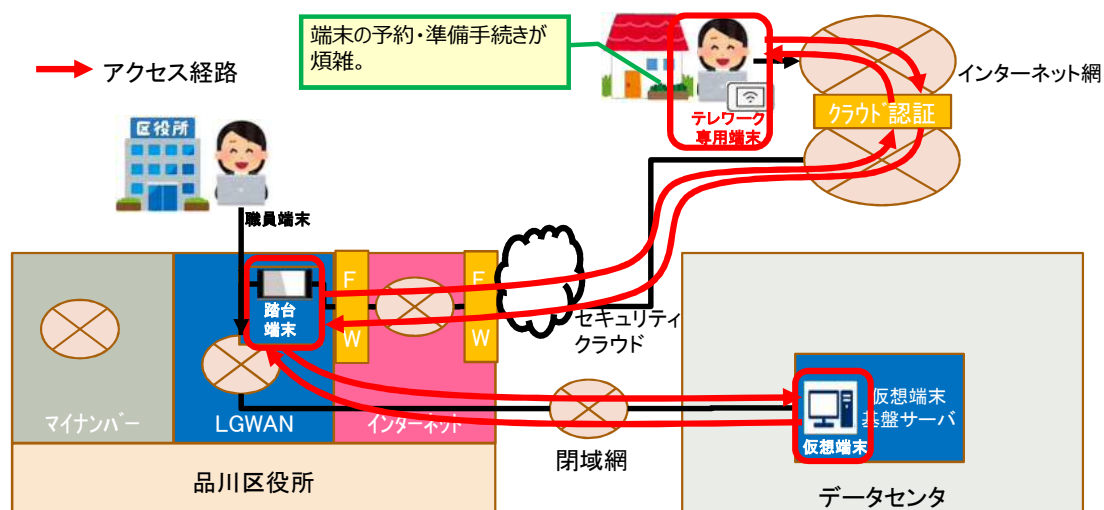 端末の予約・準備手続きが
煩雑。
アクセス経路
インターネット網
クラウド認証
テレワーク
専用端末
区役所
職員端末
F
W
F
W
踏台
端末
セキュリティ
クラウド
マイナンバー
LGWAN
インターネット
仮想端末
基盤サーバ
仮想端末
閉域網
品川区役所
データセンタ